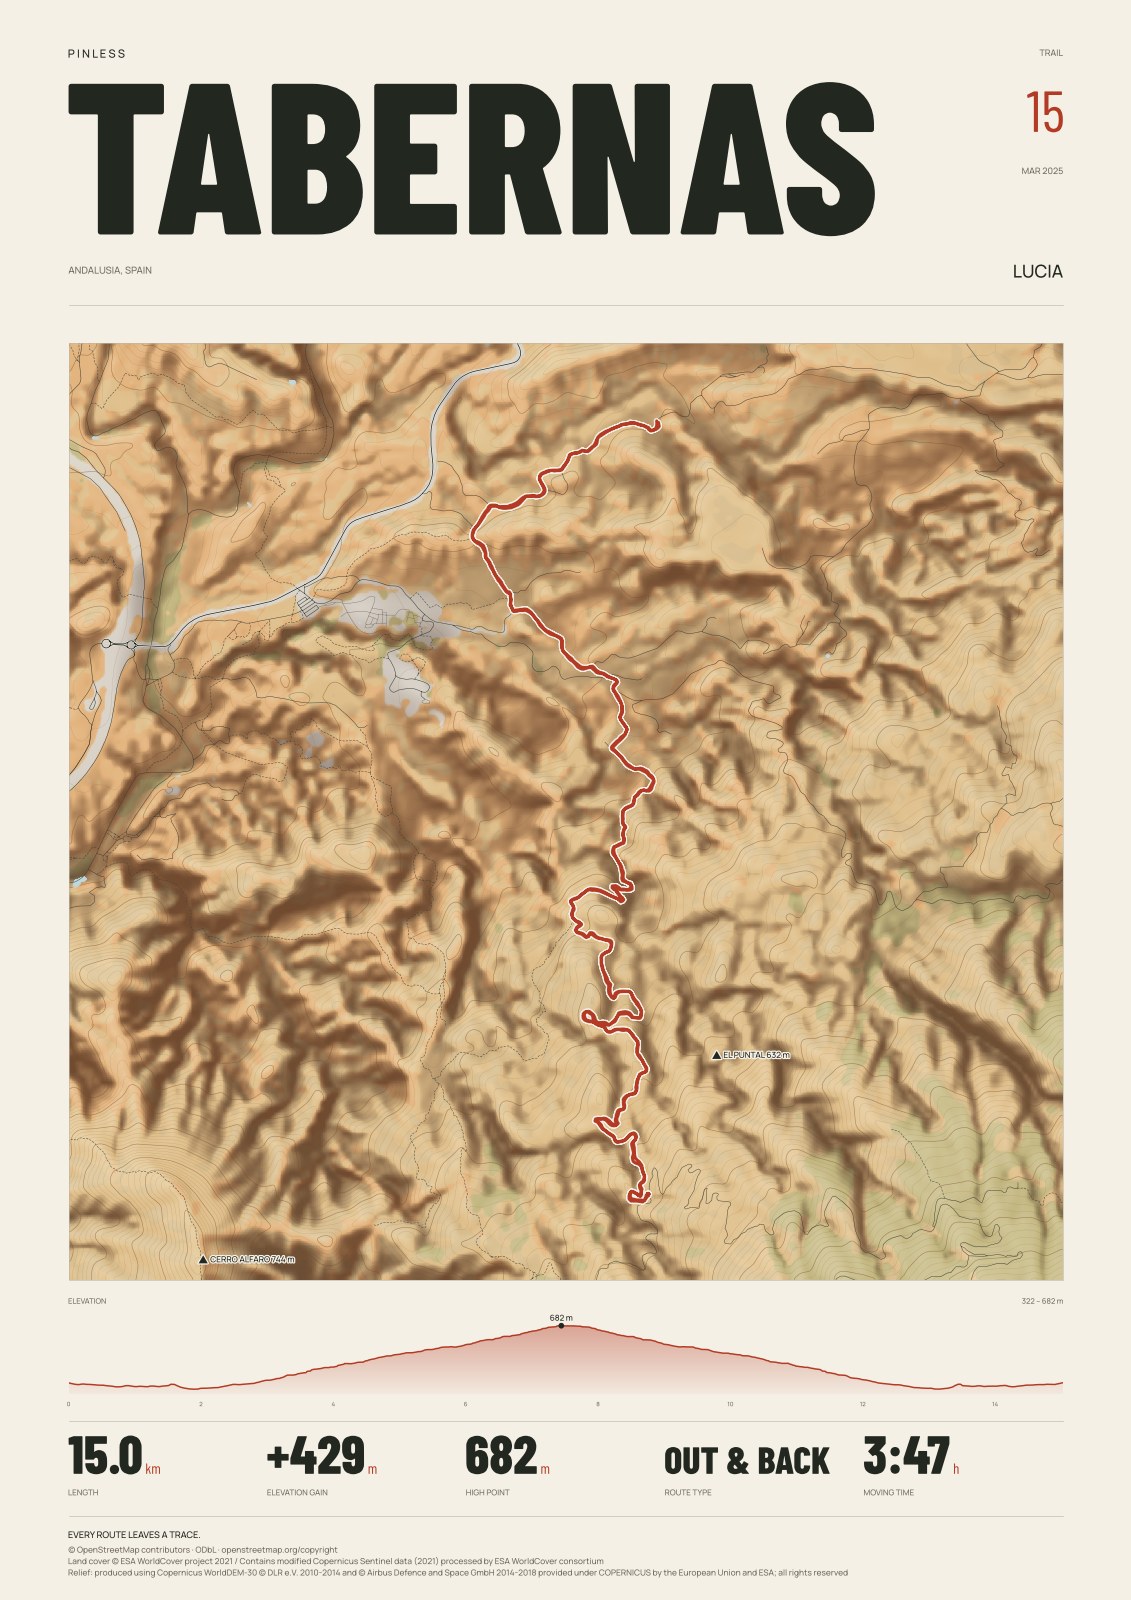 PINLESS
TRAIL
TABERNAS
15
MAR 2025
ANDALUSIA, SPAIN
LUCIA
EL PUNTAL 632 m
CERRO ALFARO 744 m
ELEVATION
322 – 682 m
682 m
0 2 4 6 8 10 12 14
15.0 km
+429 m
682 m
OUT & BACK
3:47 h
LENGTH
ELEVATION GAIN
HIGH POINT
ROUTE TYPE
MOVING TIME
EVERY ROUTE LEAVES A TRACE.
© OpenStreetMap contributors · ODbL · openstreetmap.org/copyright
Land cover © ESA WorldCover project 2021 / Contains modified Copernicus Sentinel data (2021) processed by ESA WorldCover consortium
Relief: produced using Copernicus WorldDEM-30 © DLR e.V. 2010-2014 and © Airbus Defence and Space GmbH 2014-2018 provided under COPERNICUS by the European Union and ESA; all rights reserved